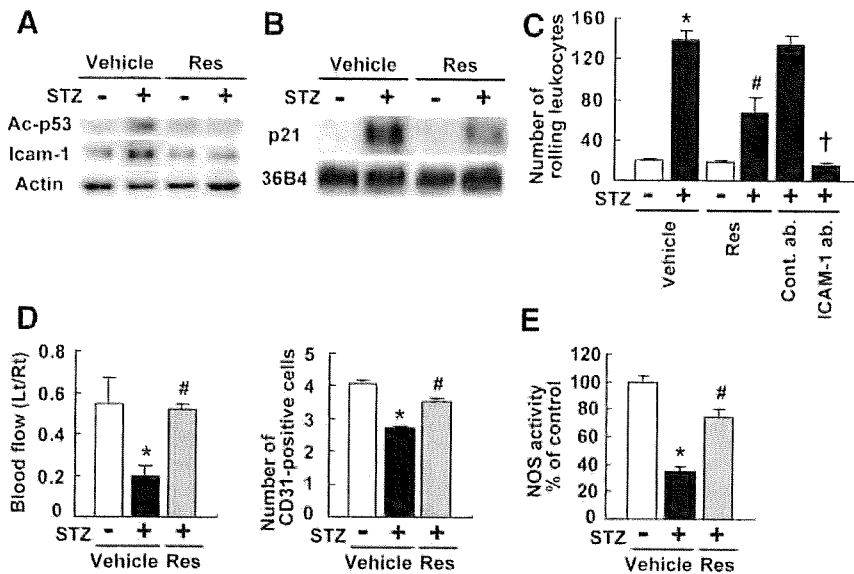 A
Vehicle Res
STZ - + - +
Ac-p53
Icam-1
Actin
B
Vehicle Res
STZ - + - +
p21
36B4
C
Number of
rolling leukocytes
160
120
80
40
0
*
#
†
STZ - + - + + +
Vehicle
Res
Cont. ab.
ICAM-1 ab.
D
Blood flow (Lt/Rt)
0.8
0.6
0.4
0.2
0
*
#
STZ - + +
Vehicle Res
Number of
CD31-positive cells
5
4
3
2
1
0
*
#
- + +
Vehicle Res
E
NOS activity
% of control
120
100
80
60
40
20
0
*
#
STZ - + +
Vehicle Res